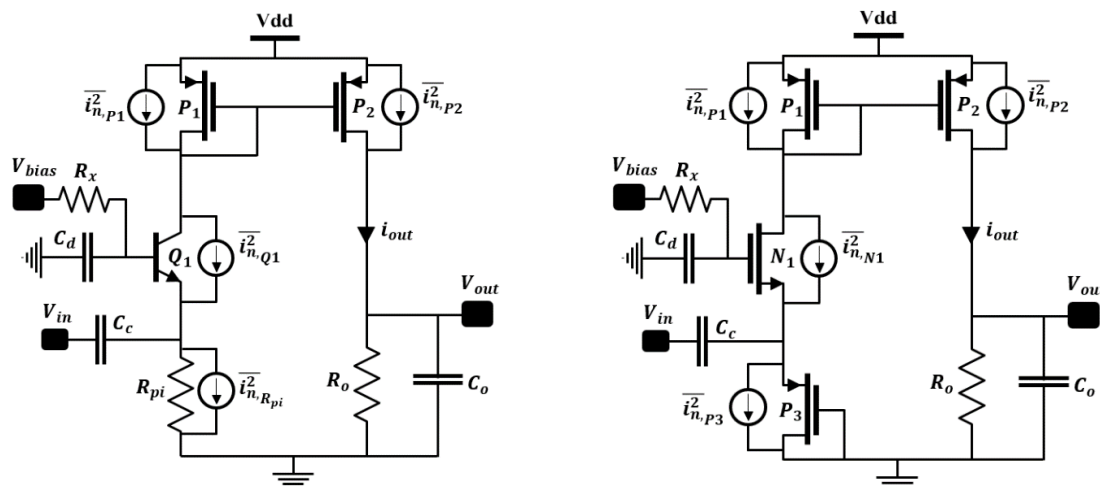 Vdd
i²n,P1 P1 P2 i²n,P2
Vbias Rx
Cd Q1 i²n,Q1 iout
Vin Cc Vout
Rpi i²n,Rpi Ro Co
Vdd
i²n,P1 P1 P2 i²n,P2
Vbias Rx
Cd N1 i²n,N1 iout
Vin Cc Vou
i²n,P3 P3 Ro Co